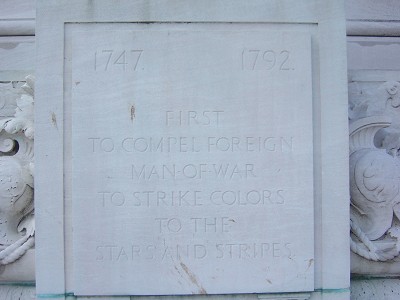 1747. 1792.
FIRST
TO COMPEL FOREIGN
MAN-OF-WAR
TO STRIKE COLORS
TO THE
STARS AND STRIPES